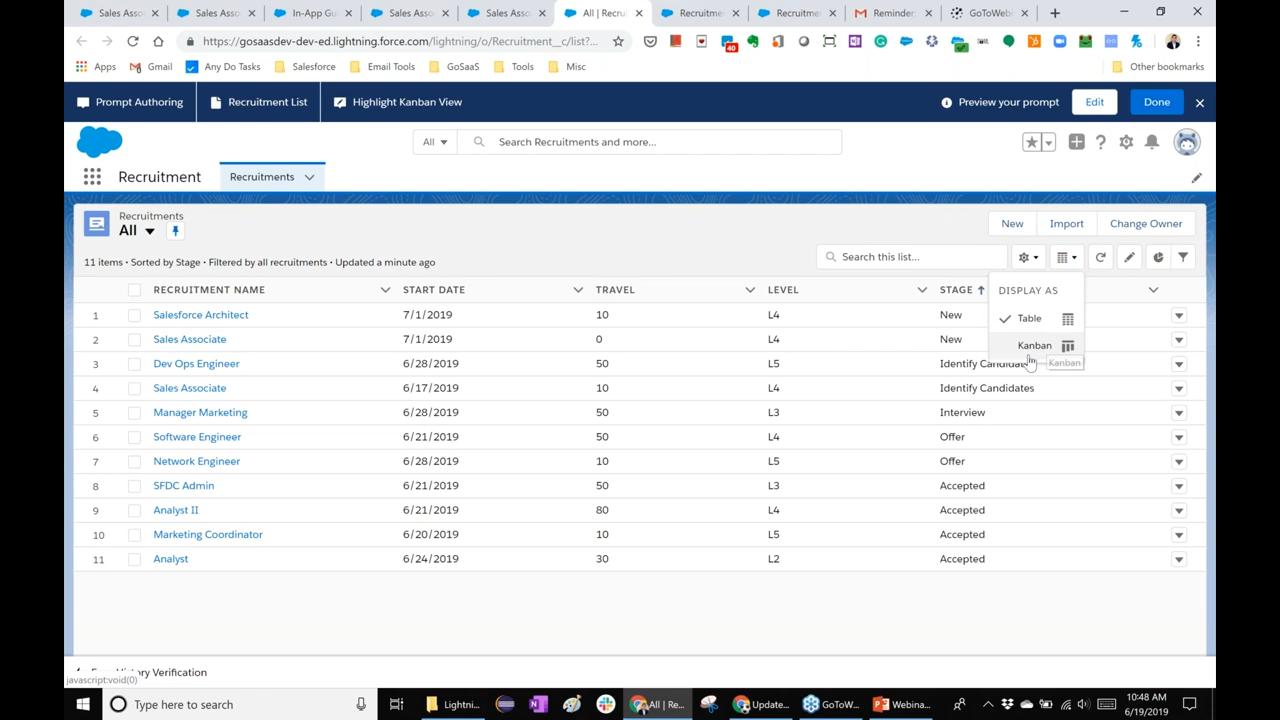 Sales Asso
Sales Asso
In-App Gu
Sales Asso
Sales Asso
All | Recru
Recruitmen
Recruitmen
Reminder:
GoToWebi
https://gosaasdev-dev-ed.lightning.force.com/lightning/o/Recruitment__c/list?...
40
Apps
Gmail
Any Do Tasks
Salesforce
Email Tools
GoSaaS
Tools
Misc
Other bookmarks
Prompt Authoring
Recruitment List
Highlight Kanban View
Preview your prompt
Edit
Done
All
Search Recruitments and more...
Recruitment
Recruitments
Recruitments
All
New
Import
Change Owner
11 items • Sorted by Stage • Filtered by all recruitments • Updated a minute ago
Search this list...
RECRUITMENT NAME START DATE TRAVEL LEVEL STAGE
DISPLAY AS
Table
Kanban
Kanban
1 Salesforce Architect 7/1/2019 10 L4 New
2 Sales Associate 7/1/2019 0 L4 New
3 Dev Ops Engineer 6/28/2019 50 L5 Identify Candidates
4 Sales Associate 6/17/2019 10 L4 Identify Candidates
5 Manager Marketing 6/28/2019 50 L3 Interview
6 Software Engineer 6/21/2019 50 L4 Offer
7 Network Engineer 6/28/2019 10 L5 Offer
8 SFDC Admin 6/21/2019 50 L3 Accepted
9 Analyst II 6/21/2019 80 L4 Accepted
10 Marketing Coordinator 6/20/2019 10 L5 Accepted
11 Analyst 6/24/2019 30 L2 Accepted
Verification
javascript:void(0)
Type here to search
Lightni...
All | Re...
Update...
GoToW...
Webina...
10:48 AM
6/19/2019